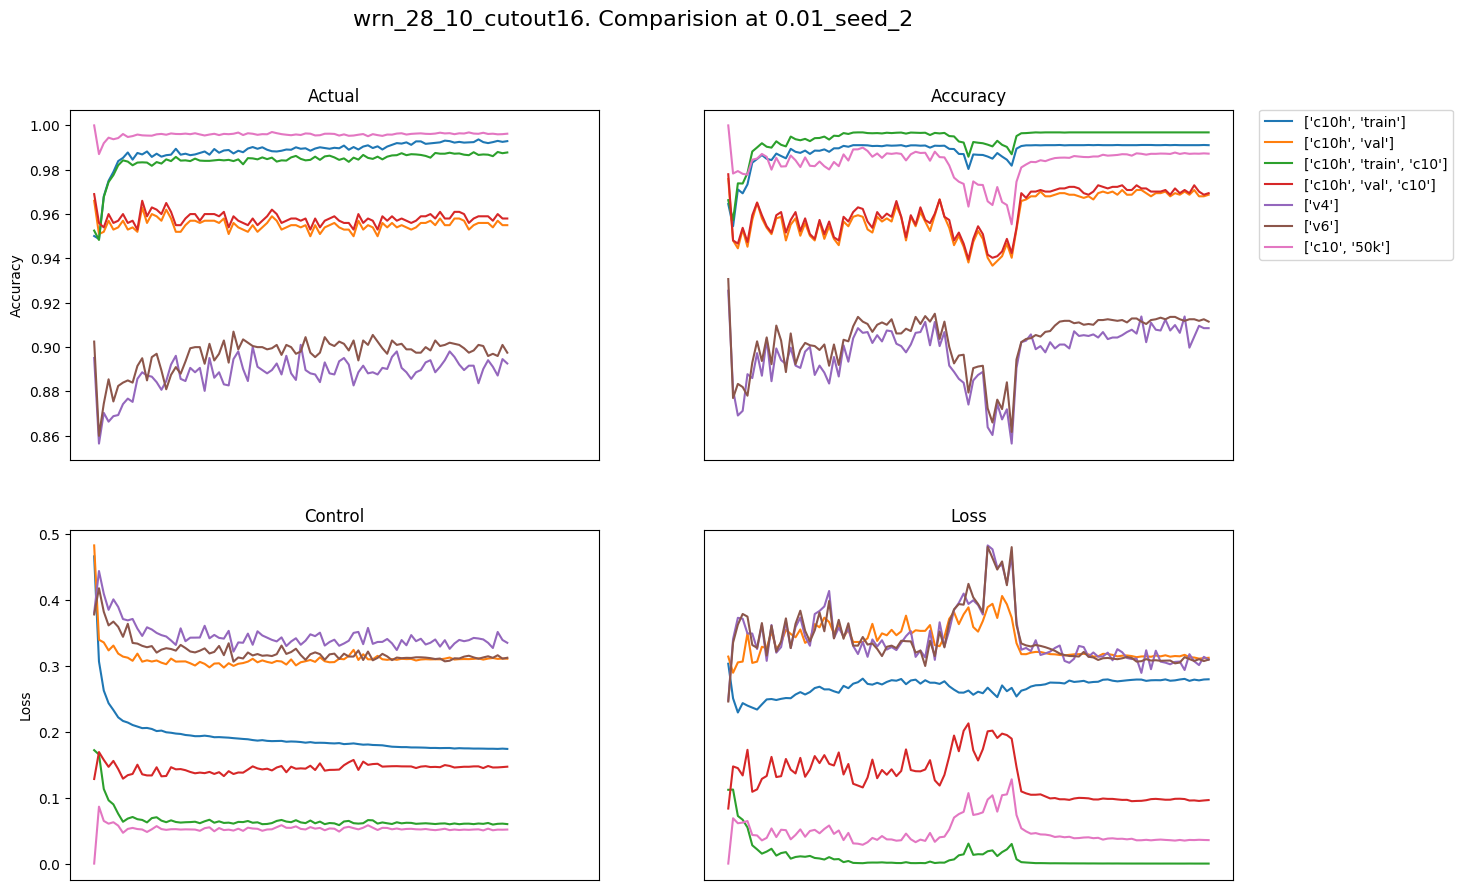 wrn_28_10_cutout16. Comparision at 0.01_seed_2
Actual
Accuracy
1.00
0.98
0.96
0.94
0.92
0.90
0.88
0.86
Accuracy
['c10h', 'train']
['c10h', 'val']
['c10h', 'train', 'c10']
['c10h', 'val', 'c10']
['v4']
['v6']
['c10', '50k']
Control
Loss
0.5
0.4
0.3
0.2
0.1
0.0
Loss